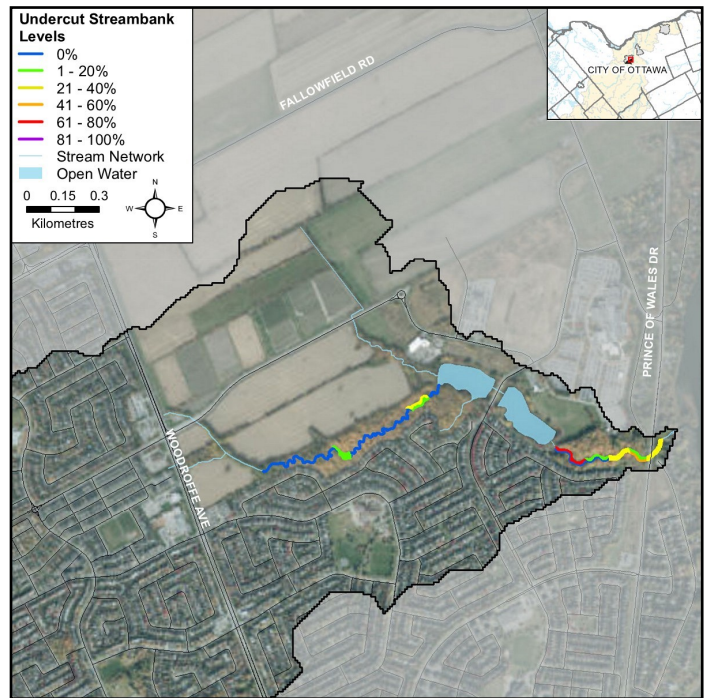 Undercut Streambank
Levels
0%
1 - 20%
21 - 40%
41 - 60%
61 - 80%
81 - 100%
Stream Network
Open Water
0 0.15 0.3
Kilometres
N
W E
S
CITY OF OTTAWA
FALLOWFIELD RD
PRINCE OF WALES DR
WOODROFFE AVE